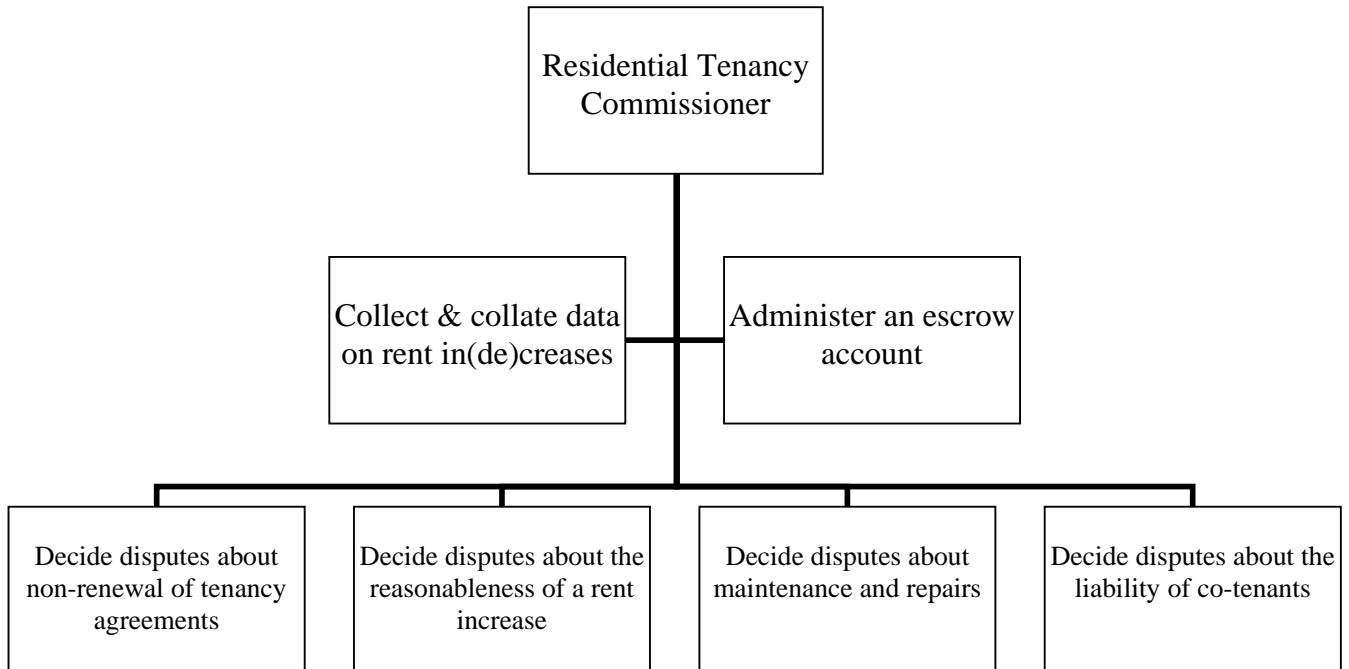 Residential Tenancy
Commissioner
Collect & collate data
on rent in(de)creases
Administer an escrow
account
Decide disputes about
non-renewal of tenancy
agreements
Decide disputes about the
reasonableness of a rent
increase
Decide disputes about
maintenance and repairs
Decide disputes about the
liability of co-tenants